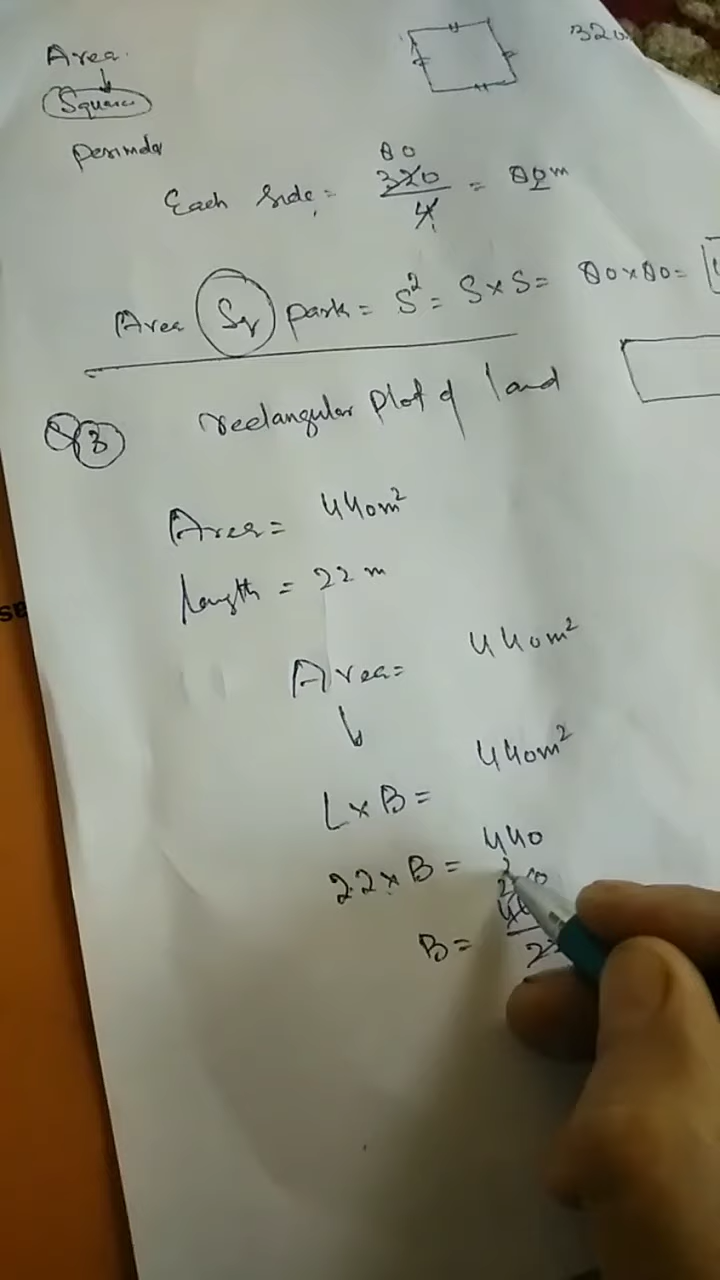 Area
320
Square
Each Side =
80
320
4
= 80m
Area Sq park = S² = S×S = 80×80=
Q3 rectangular Plot of land
Area = 440m²
length = 22 m
Area = 440m²
L×B = 440m²
22×B = 440
B =